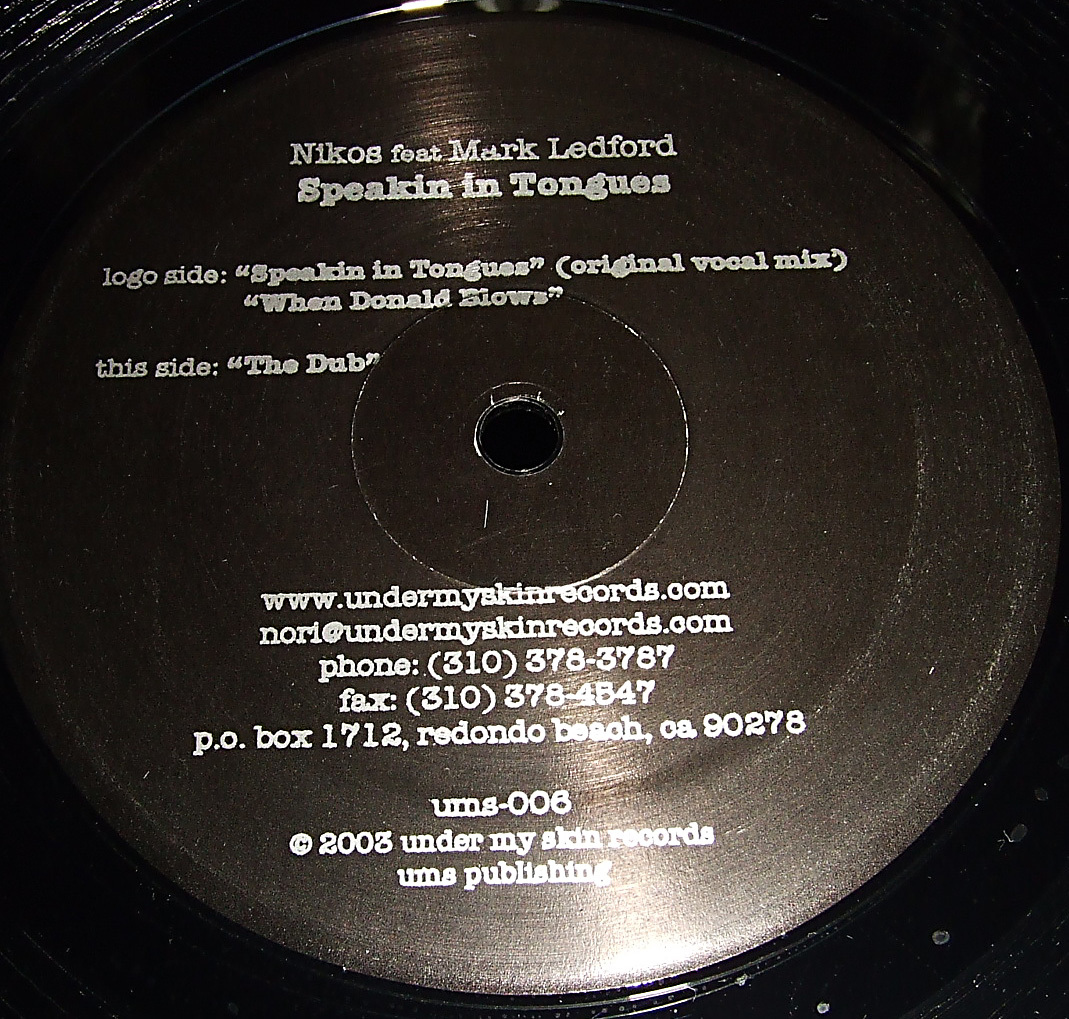 Nikos feat Mark Ledford
Speakin in Tongues
logo side: “Speakin in Tongues” (original vocal mix)
“When Donald Blows”
this side: “The Dub”
www.undermyskinrecords.com
nori@undermyskinrecords.com
phone: (310) 378-3787
fax: (310) 378-4547
p.o. box 1712, redondo beach, ca 90278
ums-006
© 2003 under my skin records
ums publishing